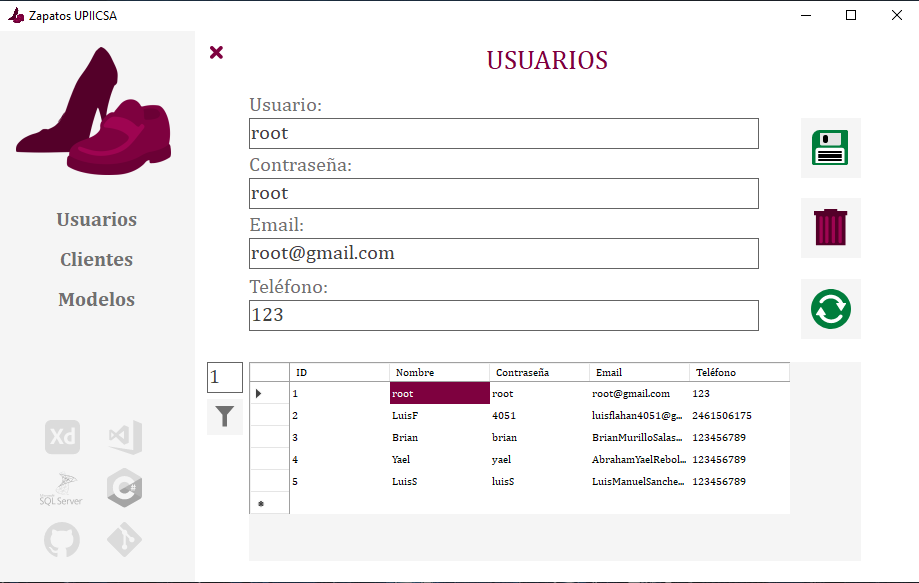 Zapatos UPIICSA
USUARIOS
Usuario:
root
Contraseña:
root
Email:
root@gmail.com
Teléfono:
123
Usuarios
Clientes
Modelos
1
ID Nombre Contraseña Email Teléfono
1 root root root@gmail.com 123
2 LuisF 4051 luisflahan4051@g... 2461506175
3 Brian brian BrianMurilloSalas... 123456789
4 Yael yael AbrahamYaelRebol... 123456789
5 LuisS luisS LuisManuelSanche... 123456789
Xd
SQL Server
C#